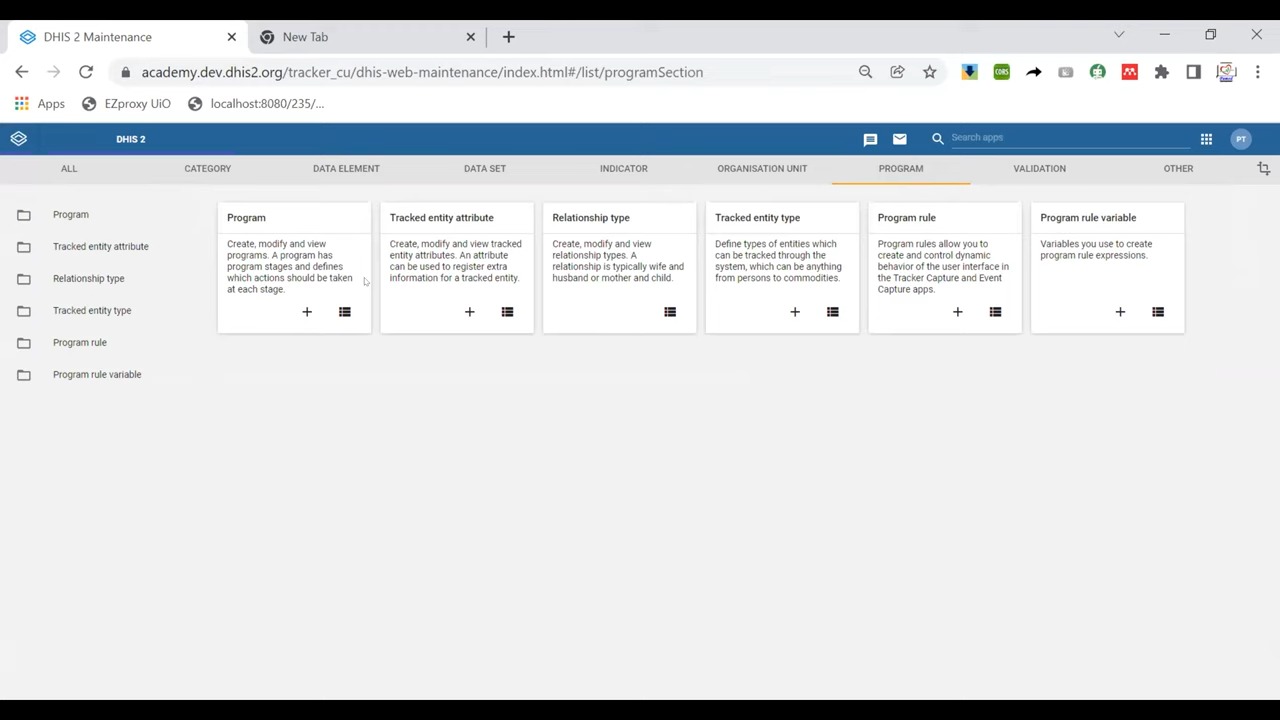 DHIS 2 Maintenance
New Tab
academy.dev.dhis2.org/tracker_cu/dhis-web-maintenance/index.html#/list/programSection
Apps
EZproxy UiO
localhost:8080/235/...
CORS
DHIS 2
Search apps
PT
ALL
CATEGORY
DATA ELEMENT
DATA SET
INDICATOR
ORGANISATION UNIT
PROGRAM
VALIDATION
OTHER
Program
Tracked entity attribute
Relationship type
Tracked entity type
Program rule
Program rule variable
Program
Create, modify and view
programs. A program has
program stages and defines
which actions should be taken
at each stage.
Tracked entity attribute
Create, modify and view tracked
entity attributes. An attribute
can be used to register extra
information for a tracked entity.
Relationship type
Create, modify and view
relationship types. A
relationship is typically wife and
husband or mother and child.
Tracked entity type
Define types of entities which
can be tracked through the
system, which can be anything
from persons to commodities.
Program rule
Program rules allow you to
create and control dynamic
behavior of the user interface in
the Tracker Capture and Event
Capture apps.
Program rule variable
Variables you use to create
program rule expressions.